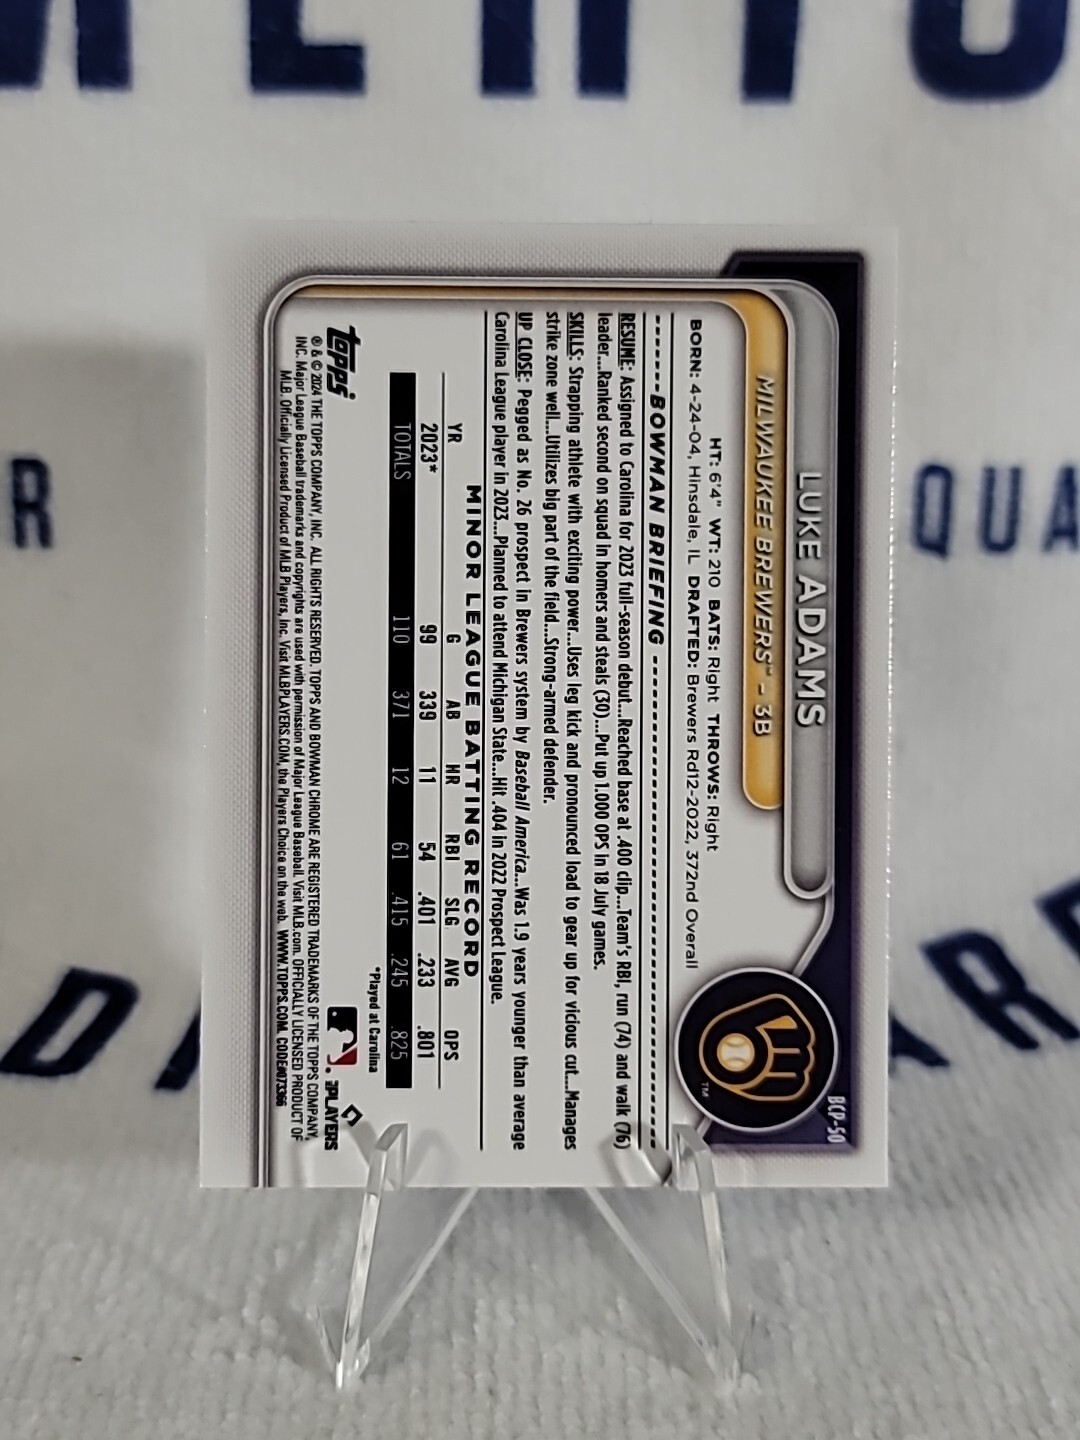 BCP-50
LUKE ADAMS
MILWAUKEE BREWERS™ – 3B
TM
HT: 6'4" WT: 210 BATS: Right THROWS: Right
BORN: 4-24-04, Hinsdale, IL DRAFTED: Brewers Rd12-2022, 372nd Overall
BOWMAN BRIEFING
RESUME: Assigned to Carolina for 2023 full-season debut...Reached base at .400 clip...Team's RBI, run (74) and walk (76)
leader...Ranked second on squad in homers and steals (30)...Put up 1.000 OPS in 18 July games.
SKILLS: Strapping athlete with exciting power...Uses leg kick and pronounced load to gear up for vicious cut...Manages
strike zone well...Utilizes big part of the field...Strong-armed defender.
UP CLOSE: Pegged as No. 26 prospect in Brewers system by Baseball America...Was 1.9 years younger than average
Carolina League player in 2023...Planned to attend Michigan State...Hit .404 in 2022 Prospect League.
MINOR LEAGUE BATTING RECORD
YR G AB HR RBI SLG AVG OPS
2023* 99 339 11 54 .401 .233 .801
TOTALS 110 371 12 61 .415 .245 .825
*Played at Carolina
topps
PLAYERS
® & © 2024 THE TOPPS COMPANY, INC. ALL RIGHTS RESERVED. TOPPS AND BOWMAN CHROME ARE REGISTERED TRADEMARKS OF THE TOPPS COMPANY,
INC. Major League Baseball trademarks and copyrights are used with permission of Major League Baseball. Visit MLB.com. OFFICIALLY LICENSED PRODUCT OF
MLB. Officially Licensed Product of MLB Players, Inc. Visit MLBPLAYERS.COM, the Players Choice on the web. WWW.TOPPS.COM. CODE#073366
R
QUA